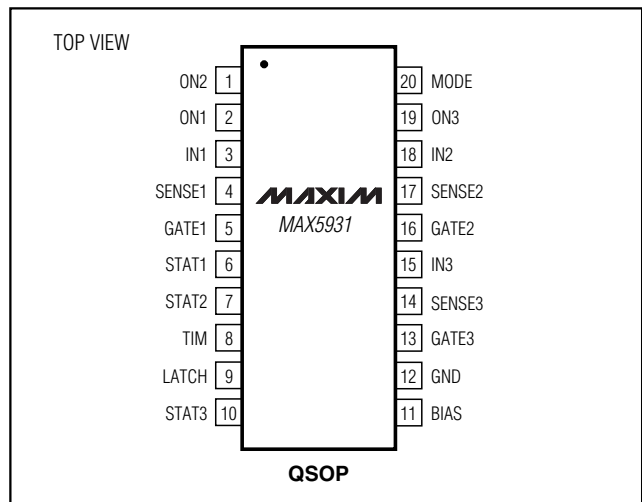 TOP VIEW
ON2 1
ON1 2
IN1 3
SENSE1 4
GATE1 5
STAT1 6
STAT2 7
TIM 8
LATCH 9
STAT3 10
MAXIM
MAX5931
20 MODE
19 ON3
18 IN2
17 SENSE2
16 GATE2
15 IN3
14 SENSE3
13 GATE3
12 GND
11 BIAS
QSOP